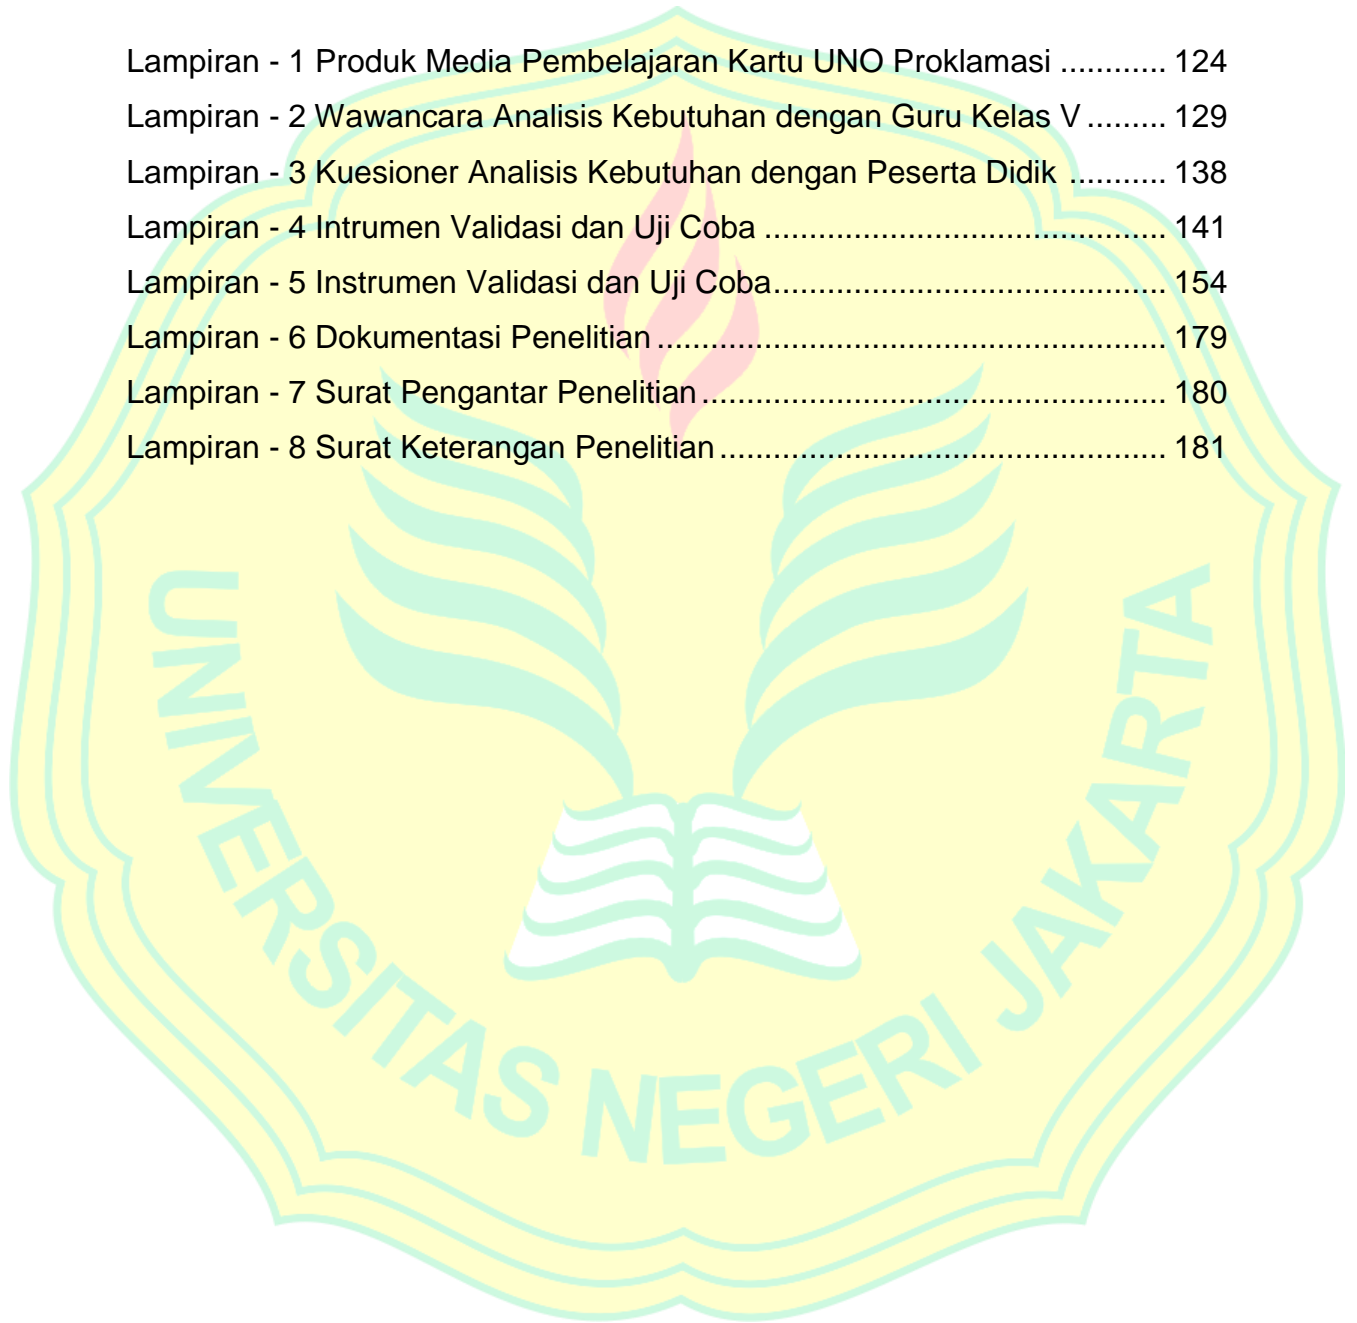 Lampiran - 1 Produk Media Pembelajaran Kartu UNO Proklamasi ............ 124
Lampiran - 2 Wawancara Analisis Kebutuhan dengan Guru Kelas V ......... 129
Lampiran - 3 Kuesioner Analisis Kebutuhan dengan Peserta Didik ........... 138
Lampiran - 4 Intrumen Validasi dan Uji Coba ............................................. 141
Lampiran - 5 Instrumen Validasi dan Uji Coba............................................ 154
Lampiran - 6 Dokumentasi Penelitian ......................................................... 179
Lampiran - 7 Surat Pengantar Penelitian .................................................... 180
Lampiran - 8 Surat Keterangan Penelitian .................................................. 181
UNIVERSITAS NEGERI JAKARTA